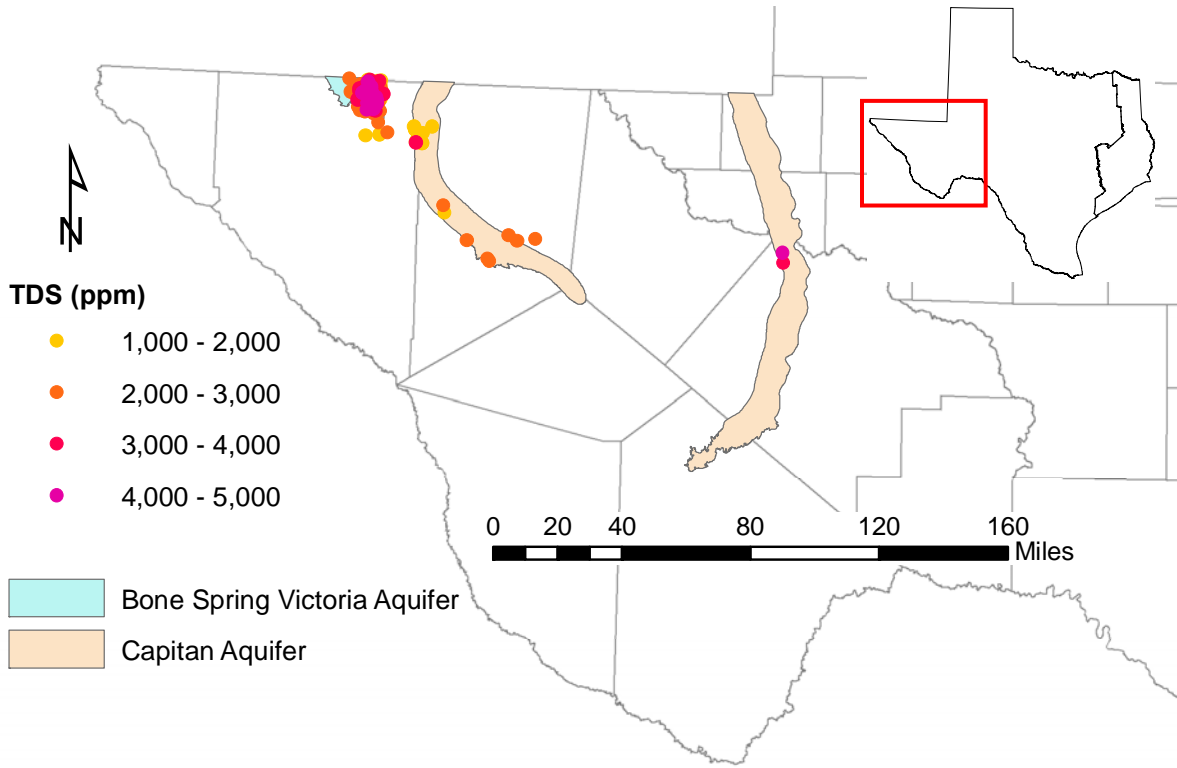 N
TDS (ppm)
1,000 - 2,000
2,000 - 3,000
3,000 - 4,000
4,000 - 5,000
0 20 40 80 120 160
Miles
Bone Spring Victoria Aquifer
Capitan Aquifer